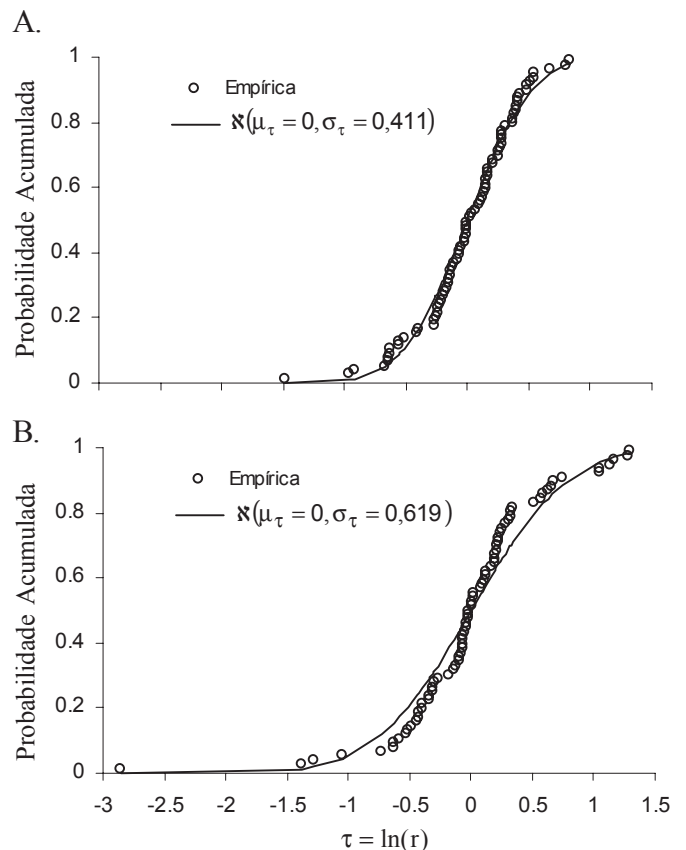 A.
Probabilidade Acumulada
1
0,8
0,6
0,4
0,2
0
Empírica
ℵ(μτ = 0, στ = 0,411)
B.
Probabilidade Acumulada
1
0,8
0,6
0,4
0,2
0
Empírica
ℵ(μτ = 0, στ = 0,619)
-3 -2,5 -2 -1,5 -1 -0,5 0 0,5 1 1,5
τ = ln(r)